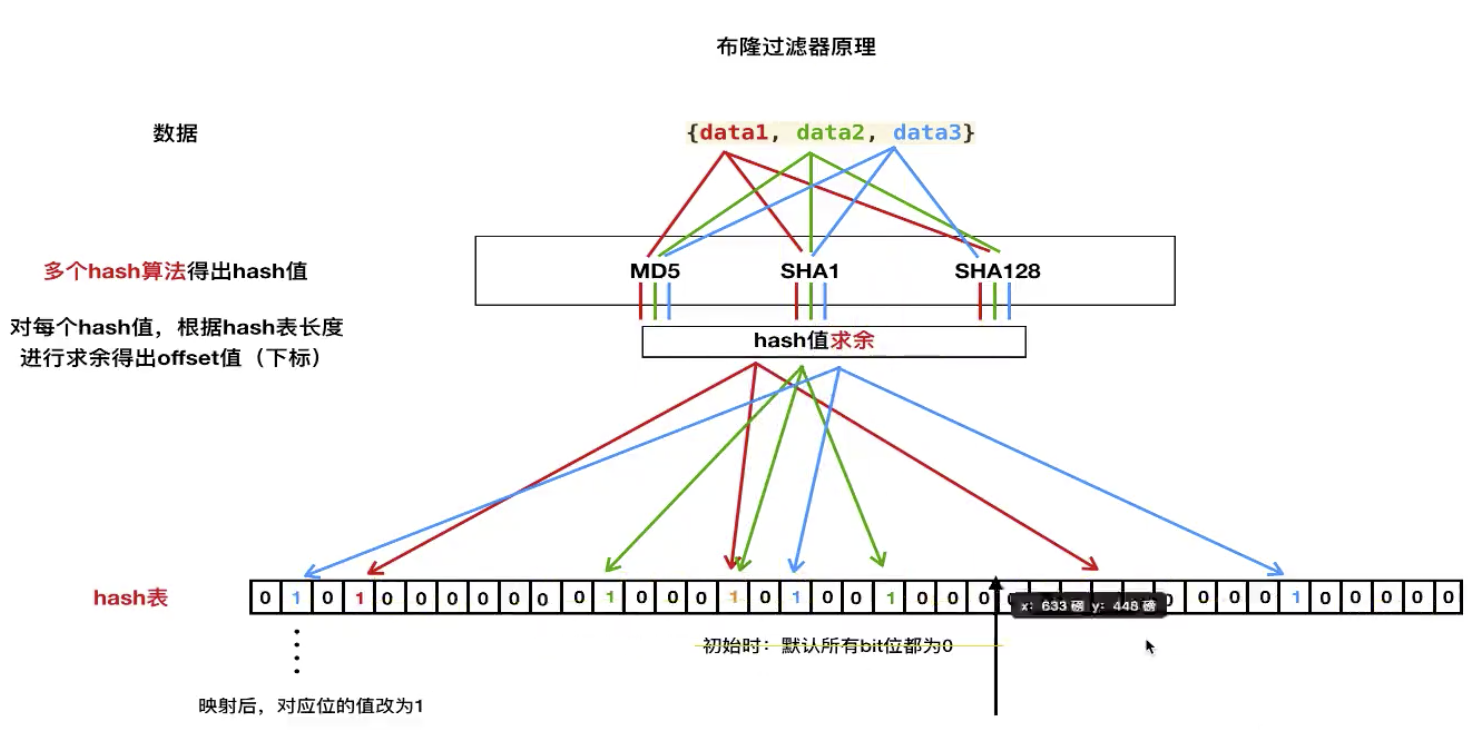 布隆过滤器原理
数据
{data1, data2, data3}
多个hash算法得出hash值
MD5 SHA1 SHA128
对每个hash值，根据hash表长度
进行求余得出offset值（下标）
hash值求余
hash表
0 1 0 1 0 0 0 0 0 0 0 1 0 0 0 1 0 1 0 0 1 0 0 0 0 0 0 1 0 0 0 0 0
x: 633 磅 y: 448 磅
初始时：默认所有bit位都为0
映射后，对应位的值改为1